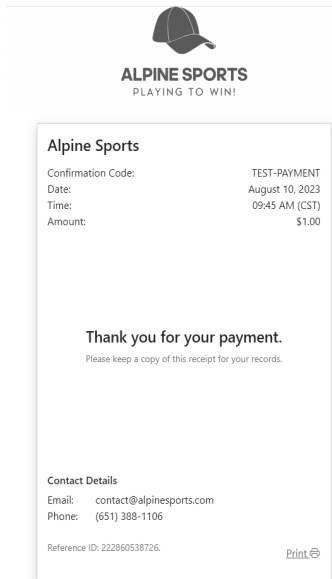 ALPINE SPORTS
PLAYING TO WIN!
Alpine Sports
Confirmation Code: TEST-PAYMENT
Date: August 10, 2023
Time: 09:45 AM (CST)
Amount: $1.00
Thank you for your payment.
Please keep a copy of this receipt for your records.
Contact Details
Email: contact@alpinesports.com
Phone: (651) 388-1106
Reference ID: 222860538726.
Print